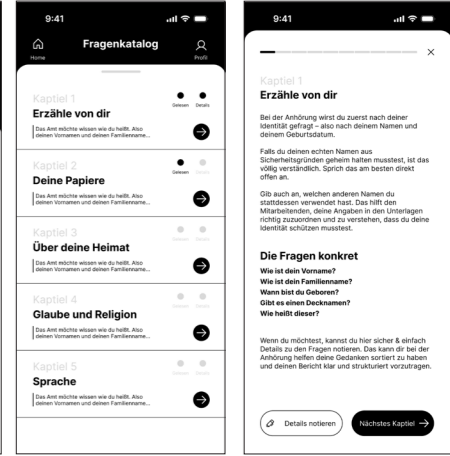 9:41
Home
Fragenkatalog
Profil
Kaptiel 1
Erzähle von dir
Das Amt möchte wissen wie du heißt. Also
deinen Vornamen und deinen Familienname...
Gelesen Details
Kaptiel 2
Deine Papiere
Das Amt möchte wissen wie du heißt. Also
deinen Vornamen und deinen Familienname...
Gelesen Details
Kaptiel 3
Über deine Heimat
Das Amt möchte wissen wie du heißt. Also
deinen Vornamen und deinen Familienname...
Gelesen Details
Kaptiel 4
Glaube und Religion
Das Amt möchte wissen wie du heißt. Also
deinen Vornamen und deinen Familienname...
Gelesen Details
Kaptiel 5
Sprache
Das Amt möchte wissen wie du heißt. Also
deinen Vornamen und deinen Familienname...
Gelesen Details
9:41
Kaptiel 1
Erzähle von dir
Bei der Anhörung wirst du zuerst nach deiner
Identität gefragt – also nach deinem Namen und
deinem Geburtsdatum.
Falls du deinen echten Namen aus
Sicherheitsgründen geheim halten musstest, ist das
völlig verständlich. Sprich das am besten direkt
offen an.
Gib auch an, welchen anderen Namen du
stattdessen verwendet hast. Das hilft den
Mitarbeitenden, deine Angaben in den Unterlagen
richtig zuzuordnen und zu verstehen, dass du deine
Identität schützen musstest.
Die Fragen konkret
Wie ist dein Vorname?
Wie ist dein Familienname?
Wann bist du Geboren?
Gibt es einen Decknamen?
Wie heißt dieser?
Wenn du möchtest, kannst du hier sicher & einfach
Details zu den Fragen notieren. Das kann dir bei der
Anhörung helfen deine Gedanken sortiert zu haben
und deinen Bericht klar und strukturiert vorzutragen.
Details notieren
Nächstes Kaptiel